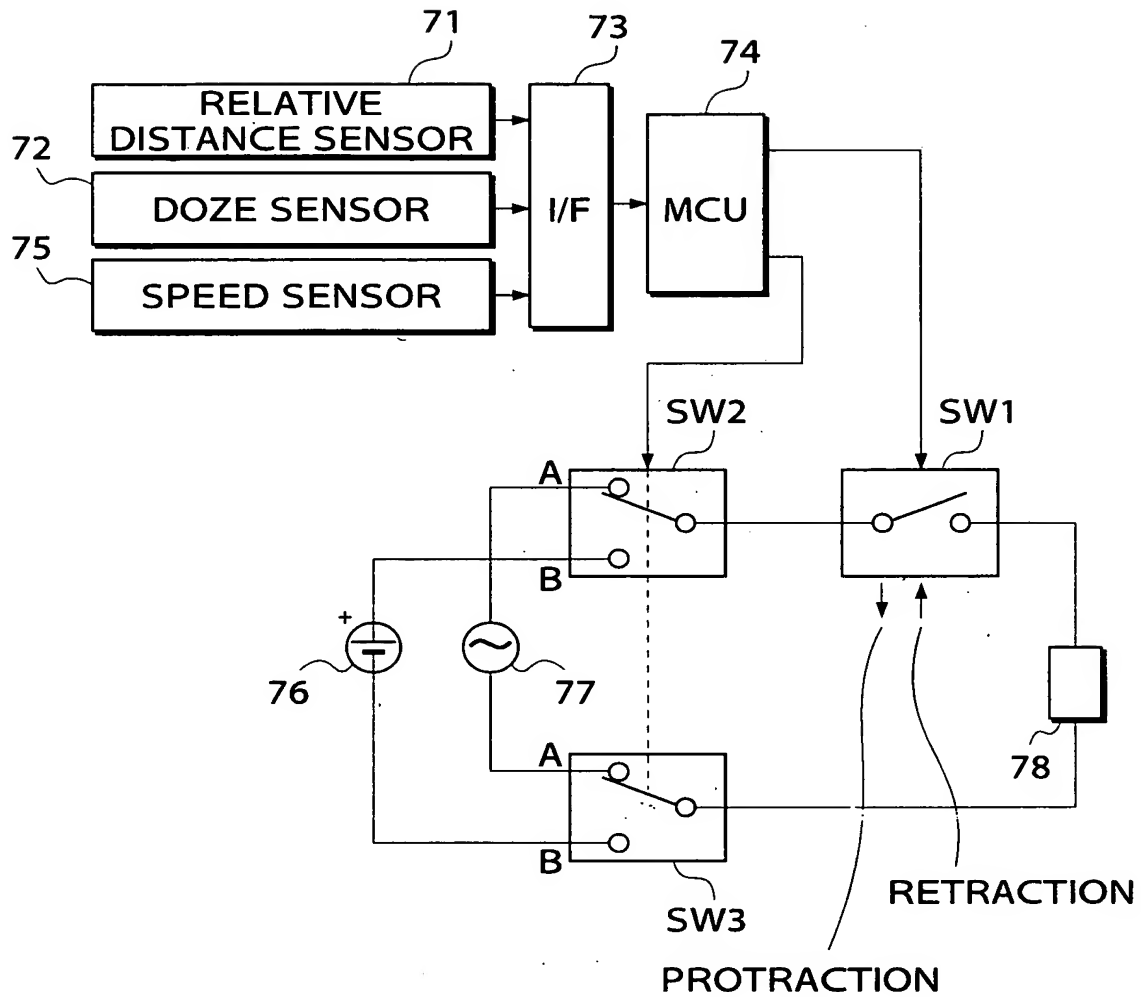 71
73
74
RELATIVE
DISTANCE SENSOR
72
DOZE SENSOR
I/F
MCU
75
SPEED SENSOR
SW2
SW1
A
B
+
76
77
78
A
B
SW3
RETRACTION
PROTRACTION